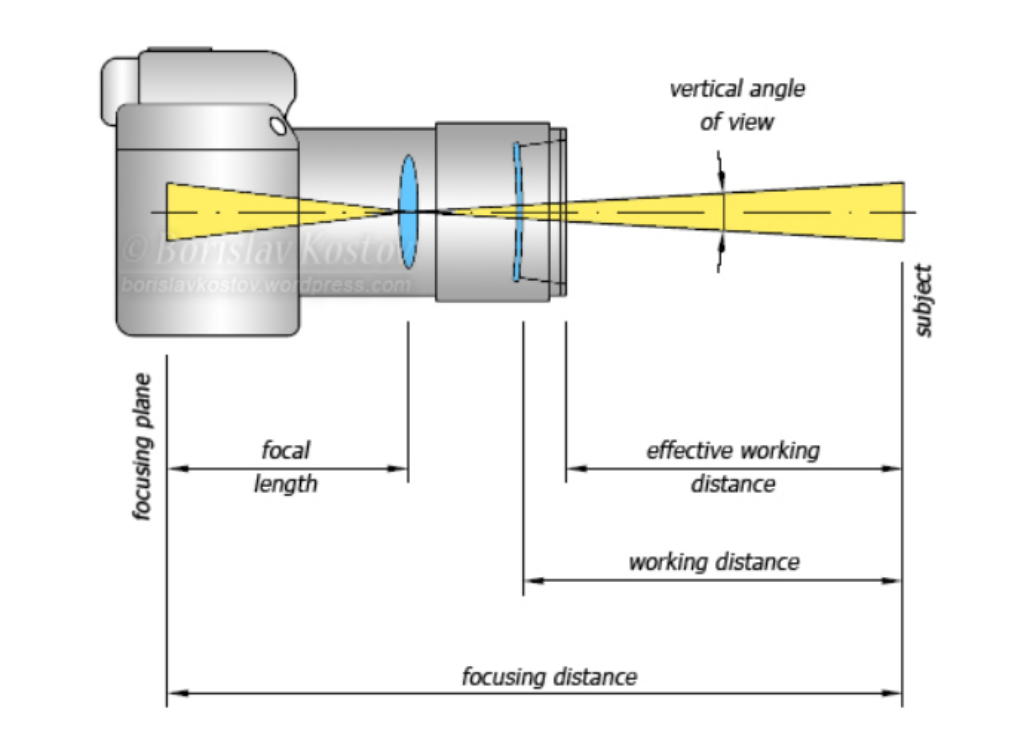 vertical angle
of view
© Borislav Kostov
borislavkostov.wordpress.com
subject
focusing plane
focal
length
effective working
distance
working distance
focusing distance